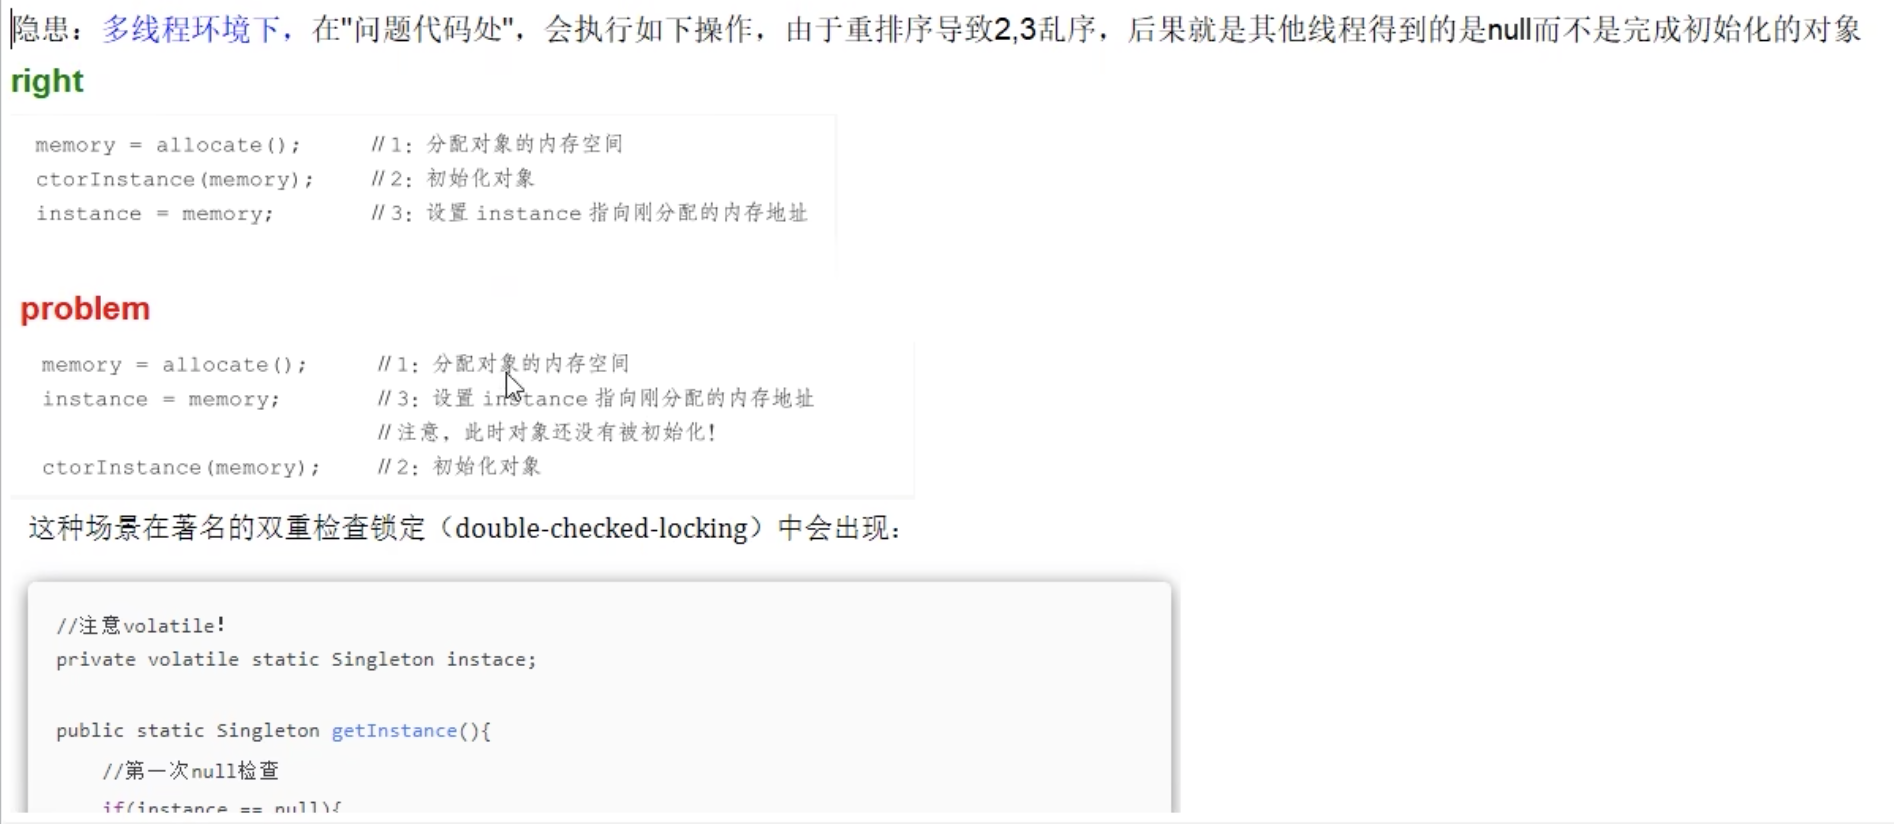 隐患：多线程环境下，在"问题代码处"，会执行如下操作，由于重排序导致2,3乱序，后果就是其他线程得到的是null而不是完成初始化的对象
right
memory = allocate(); //1：分配对象的内存空间
ctorInstance(memory); //2：初始化对象
instance = memory; //3：设置 instance 指向刚分配的内存地址
problem
memory = allocate(); //1：分配对象的内存空间
instance = memory; //3：设置 instance 指向刚分配的内存地址
//注意，此时对象还没有被初始化！
ctorInstance(memory); //2：初始化对象
这种场景在著名的双重检查锁定（double-checked-locking）中会出现：
//注意volatile!
private volatile static Singleton instace;
public static Singleton getInstance(){
//第一次null检查
if(instance == null){